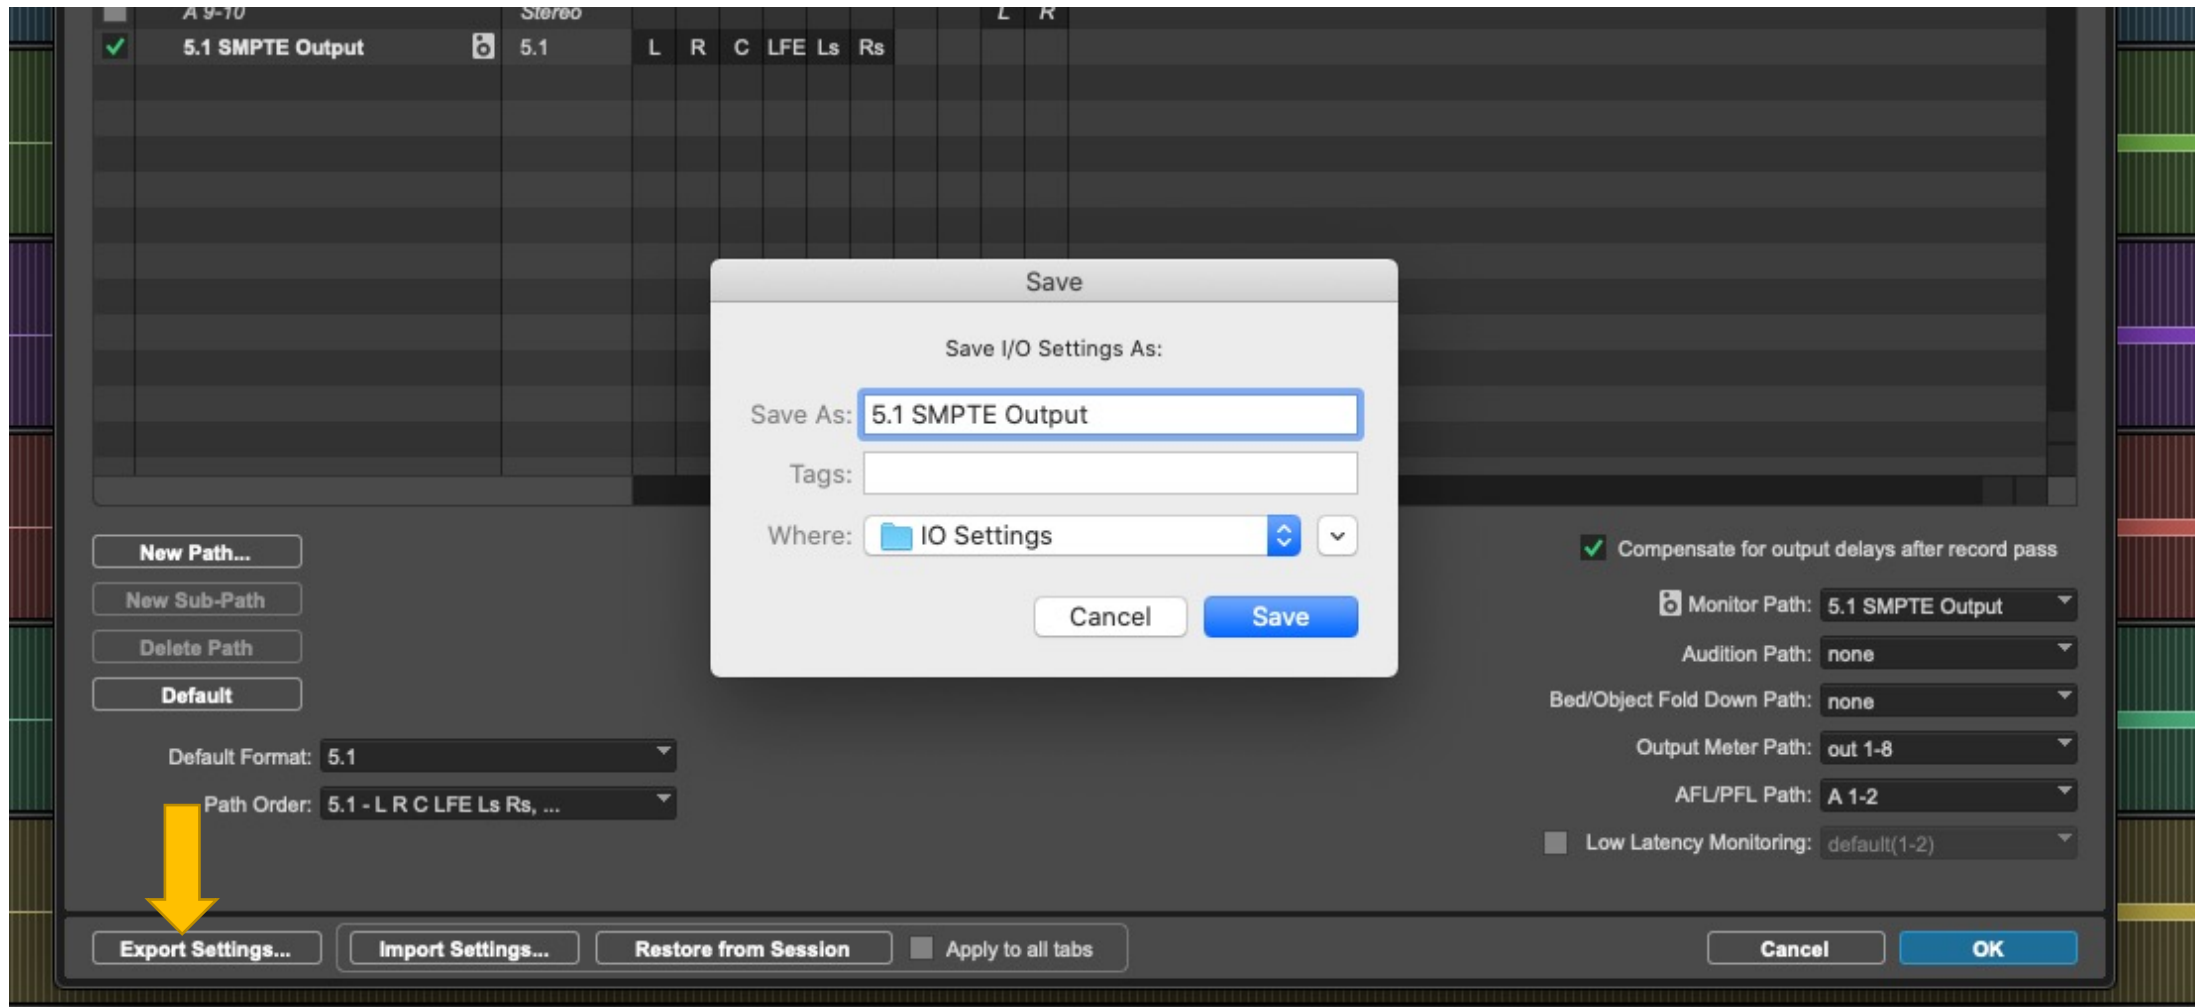 A 9-10 Stereo L R
5.1 SMPTE Output 5.1 L R C LFE Ls Rs
Save
Save I/O Settings As:
Save As: 5.1 SMPTE Output
Tags:
Where: IO Settings
Cancel Save
New Path...
New Sub-Path
Delete Path
Default
Default Format: 5.1
Path Order: 5.1 - L R C LFE Ls Rs, ...
Compensate for output delays after record pass
Monitor Path: 5.1 SMPTE Output
Audition Path: none
Bed/Object Fold Down Path: none
Output Meter Path: out 1-8
AFL/PFL Path: A 1-2
Low Latency Monitoring: default(1-2)
Export Settings... Import Settings... Restore from Session Apply to all tabs Cancel OK